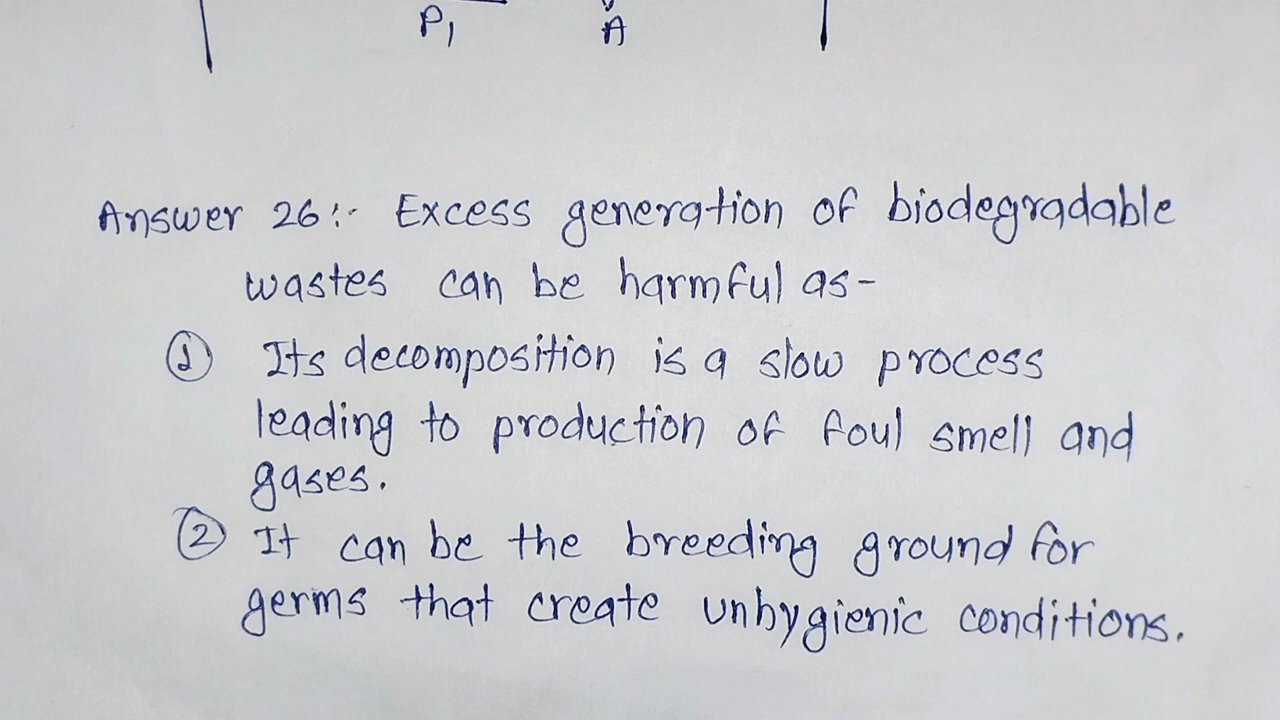 P1 A
Answer 26:- Excess generation of biodegradable
wastes can be harmful as-
① Its decomposition is a slow process
leading to production of foul smell and
gases.
② It can be the breeding ground for
germs that create unhygienic conditions.